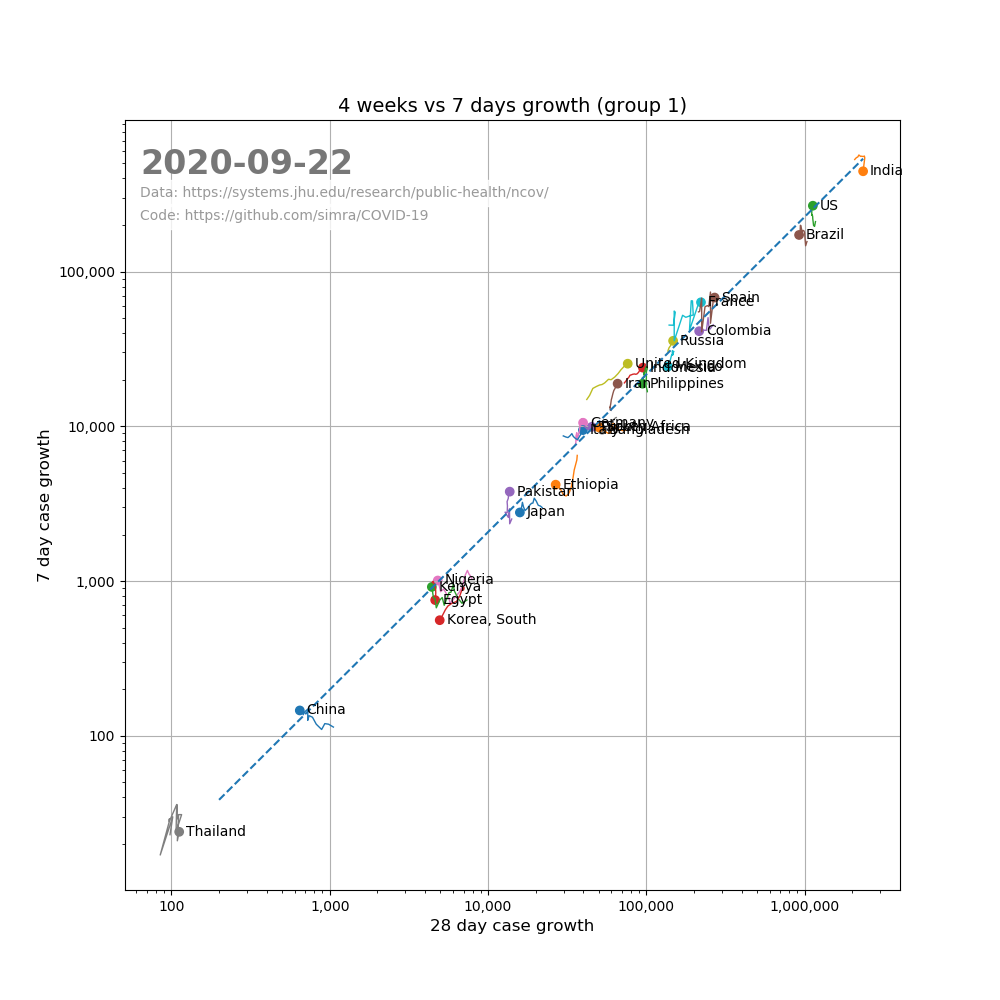 4 weeks vs 7 days growth (group 1)
2020-09-22
Data: https://systems.jhu.edu/research/public-health/ncov/
Code: https://github.com/simra/COVID-19
India
US
Brazil
Spain
France
Colombia
Russia
United Kingdom
Indonesia
Mexico
Iran
Philippines
Germany
South Africa
Italy
Bangladesh
Ethiopia
Pakistan
Japan
Nigeria
Kenya
Egypt
Korea, South
China
Thailand
100,000
10,000
1,000
100
7 day case growth
100
1,000
10,000
100,000
1,000,000
28 day case growth